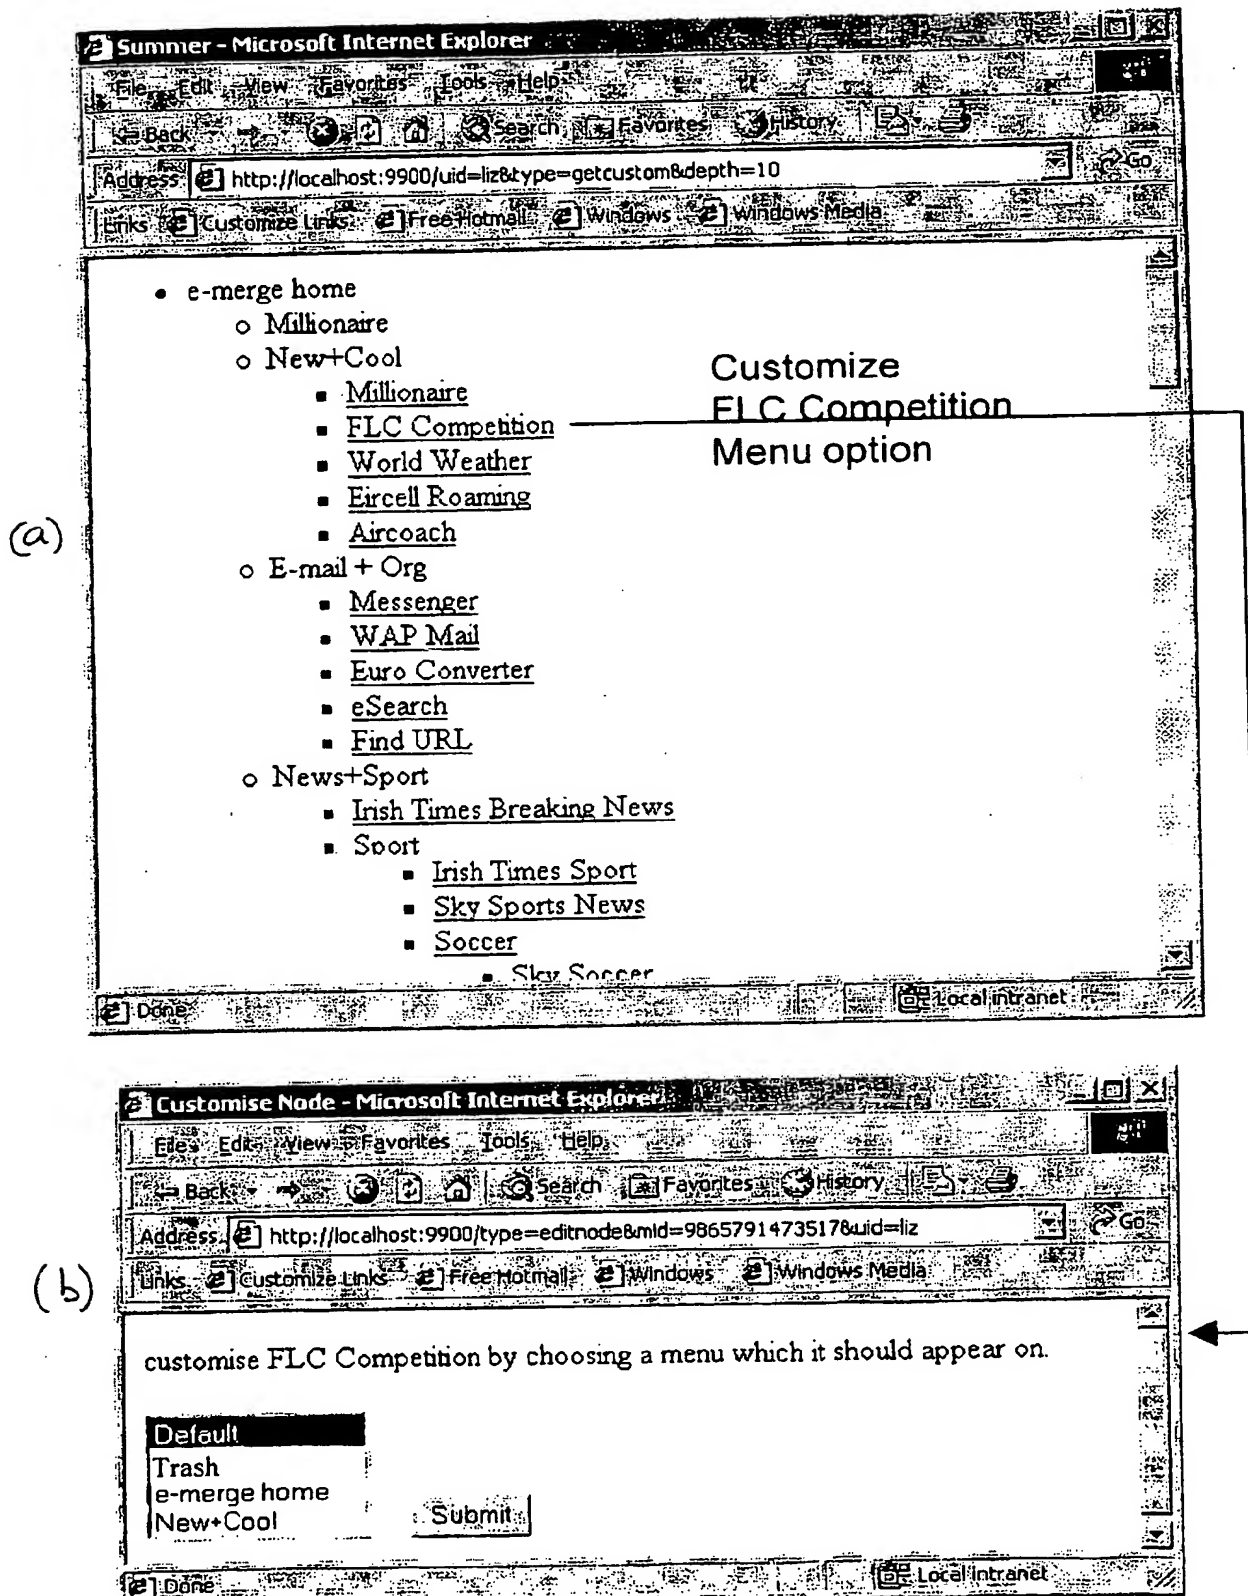 Summer - Microsoft Internet Explorer
File Edit View Favorites Tools Help
Back Search Favorites History
Address http://localhost:9900/uid=liz&type=getcustom&depth=10 Go
Links Customize Links Free Hotmail Windows Windows Media
e-merge home
Millionaire
New+Cool
Millionaire
FLC Competition
World Weather
Eircell Roaming
Aircoach
Customize
FLC Competition
Menu option
(a)
E-mail + Org
Messenger
WAP Mail
Euro Converter
eSearch
Find URL
News+Sport
Irish Times Breaking News
Sport
Irish Times Sport
Sky Sports News
Soccer
Sky Soccer
Done Local intranet
Customise Node - Microsoft Internet Explorer
File Edit View Favorites Tools Help
Back Search Favorites History
Address http://localhost:9900/type=editnode&mid=986579147351 7&uid=liz Go
(b)
Links Customize Links Free Hotmail Windows Windows Media
customise FLC Competition by choosing a menu which it should appear on.
Default
Trash
e-merge home
New+Cool
Submit
Done Local intranet